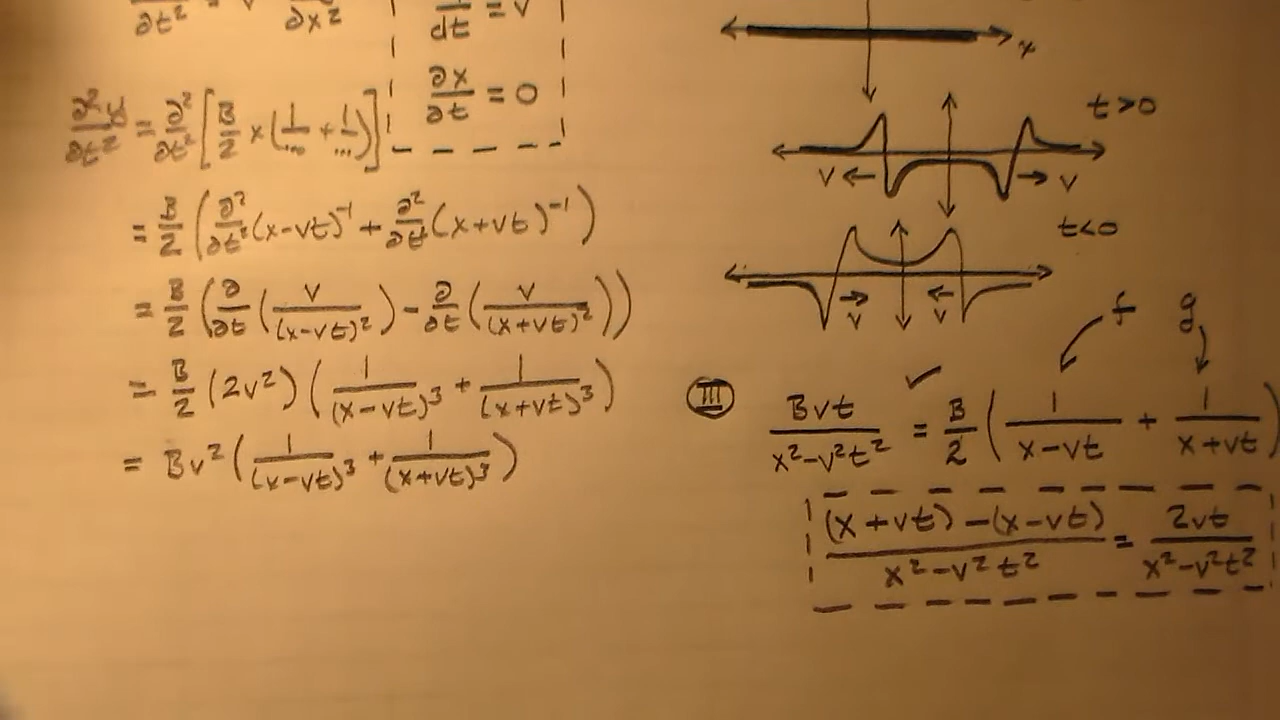 ∂t² = v ∂x²
dt = v
∂x/∂t = 0
∂²y/∂t² = ∂²/∂t² [B/2 × (1/... + 1/...)]
= B/2 (∂²/∂t² (x-vt)⁻¹ + ∂²/∂t² (x+vt)⁻¹)
= B/2 (∂/∂t (v/(x-vt)²) - ∂/∂t (v/(x+vt)²))
= B/2 (2v²) (1/(x-vt)³ + 1/(x+vt)³)
= Bv² (1/(x-vt)³ + 1/(x+vt)³)
x
t>0
v ← → v
t<0
→ v ← v
f g
III Bvt/(x²-v²t²) =✓ B/2 (1/(x-vt) + 1/(x+vt))
((x+vt)-(x-vt))/(x²-v²t²) = 2vt/(x²-v²t²)